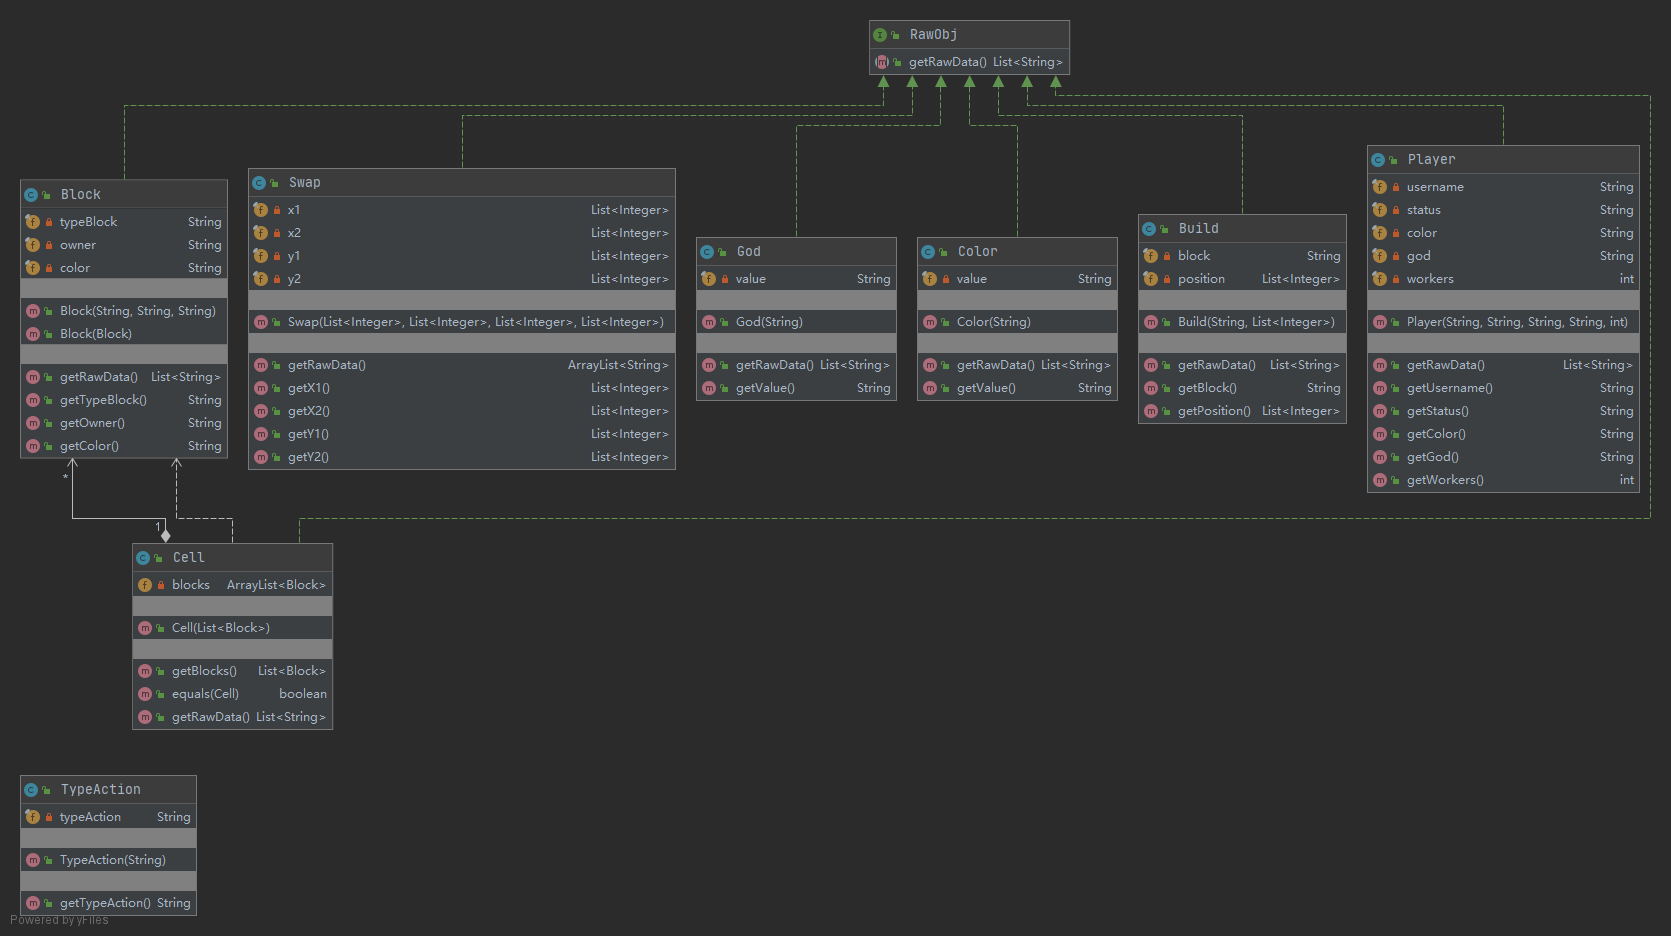 RawObj
getRawData() List<String>
Block
typeBlock String
owner String
color String
Block(String, String, String)
Block(Block)
getRawData() List<String>
getTypeBlock() String
getOwner() String
getColor() String
Swap
x1 List<Integer>
x2 List<Integer>
y1 List<Integer>
y2 List<Integer>
Swap(List<Integer>, List<Integer>, List<Integer>, List<Integer>)
getRawData() ArrayList<String>
getX1() List<Integer>
getX2() List<Integer>
getY1() List<Integer>
getY2() List<Integer>
God
value String
God(String)
getRawData() List<String>
getValue() String
Color
value String
Color(String)
getRawData() List<String>
getValue() String
Build
block String
position List<Integer>
Build(String, List<Integer>)
getRawData() List<String>
getBlock() String
getPosition() List<Integer>
Player
username String
status String
color String
god String
workers int
Player(String, String, String, String, int)
getRawData() List<String>
getUsername() String
getStatus() String
getColor() String
getGod() String
getWorkers() int
*
1
Cell
blocks ArrayList<Block>
Cell(List<Block>)
getBlocks() List<Block>
equals(Cell) boolean
getRawData() List<String>
TypeAction
typeAction String
TypeAction(String)
getTypeAction() String
Powered by yFiles